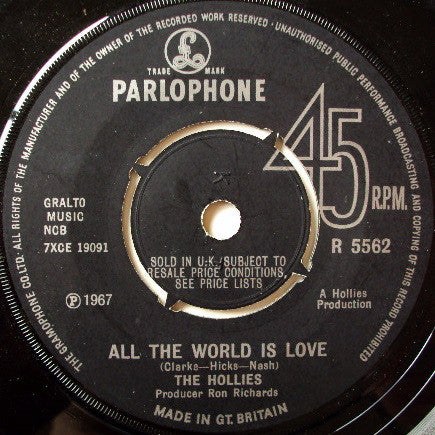 THE GRAMOPHONE CO. LTD. ALL RIGHTS OF THE MANUFACTURER AND OF THE OWNER OF THE RECORDED WORK RESERVED · UNAUTHORISED PUBLIC PERFORMANCE BROADCASTING AND COPYING OF THIS RECORD PROHIBITED
£
TRADE MARK
PARLOPHONE
45
R.P.M.
R 5562
GRALTO
MUSIC
NCB
7XCE 19091
K
SOLD IN U.K. SUBJECT TO
RESALE PRICE CONDITIONS,
SEE PRICE LISTS
Ⓟ 1967
A Hollies
Production
ALL THE WORLD IS LOVE
(Clarke—Hicks—Nash)
THE HOLLIES
Producer Ron Richards
MADE IN GT. BRITAIN